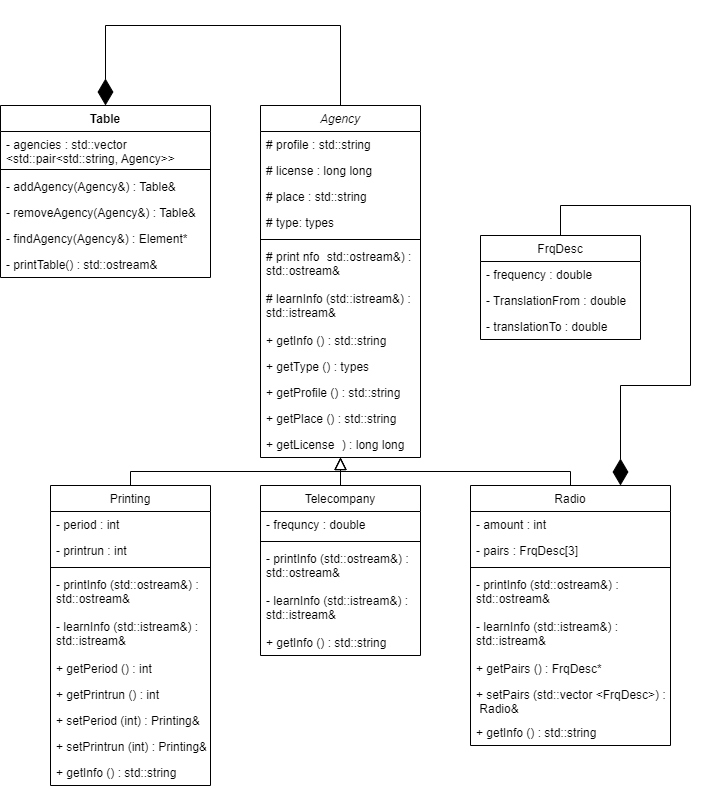 Table
- agencies : std::vector
<std::pair<std::string, Agency>>
- addAgency(Agency&) : Table&
- removeAgency(Agency&) : Table&
- findAgency(Agency&) : Element*
- printTable() : std::ostream&
Agency
# profile : std::string
# license : long long
# place : std::string
# type: types
# print nfo  std::ostream&) :
std::ostream&
# learnInfo (std::istream&) :
std::istream&
+ getInfo () : std::string
+ getType () : types
+ getProfile () : std::string
+ getPlace () : std::string
+ getLicense  ) : long long
FrqDesc
- frequency : double
- TranslationFrom : double
- translationTo : double
Printing
- period : int
- printrun : int
- printInfo (std::ostream&) :
std::ostream&
- learnInfo (std::istream&) :
std::istream&
+ getPeriod () : int
+ getPrintrun () : int
+ setPeriod (int) : Printing&
+ setPrintrun (int) : Printing&
+ getInfo () : std::string
Telecompany
- frequncy : double
- printInfo (std::ostream&) :
std::ostream&
- learnInfo (std::istream&) :
std::istream&
+ getInfo () : std::string
Radio
- amount : int
- pairs : FrqDesc[3]
- printInfo (std::ostream&) :
std::ostream&
- learnInfo (std::istream&) :
std::istream&
+ getPairs () : FrqDesc*
+ setPairs (std::vector <FrqDesc>) :
Radio&
+ getInfo () : std::string